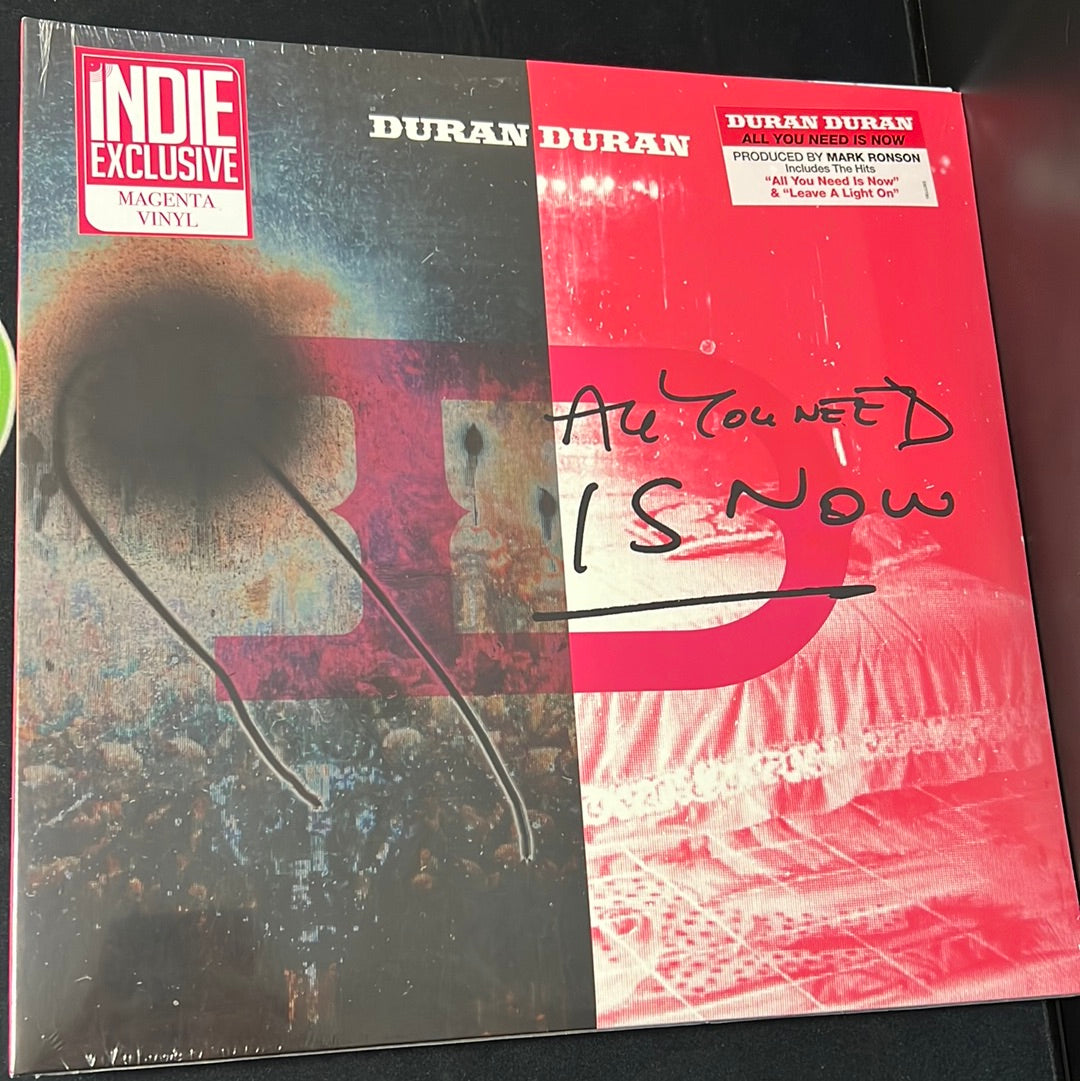 INDIE
EXCLUSIVE
MAGENTA
VINYL
DURAN DURAN
DURAN DURAN
ALL YOU NEED IS NOW
PRODUCED BY MARK RONSON
Includes The Hits
“All You Need Is Now”
& “Leave A Light On”
ALL YOU NEED
IS NOW